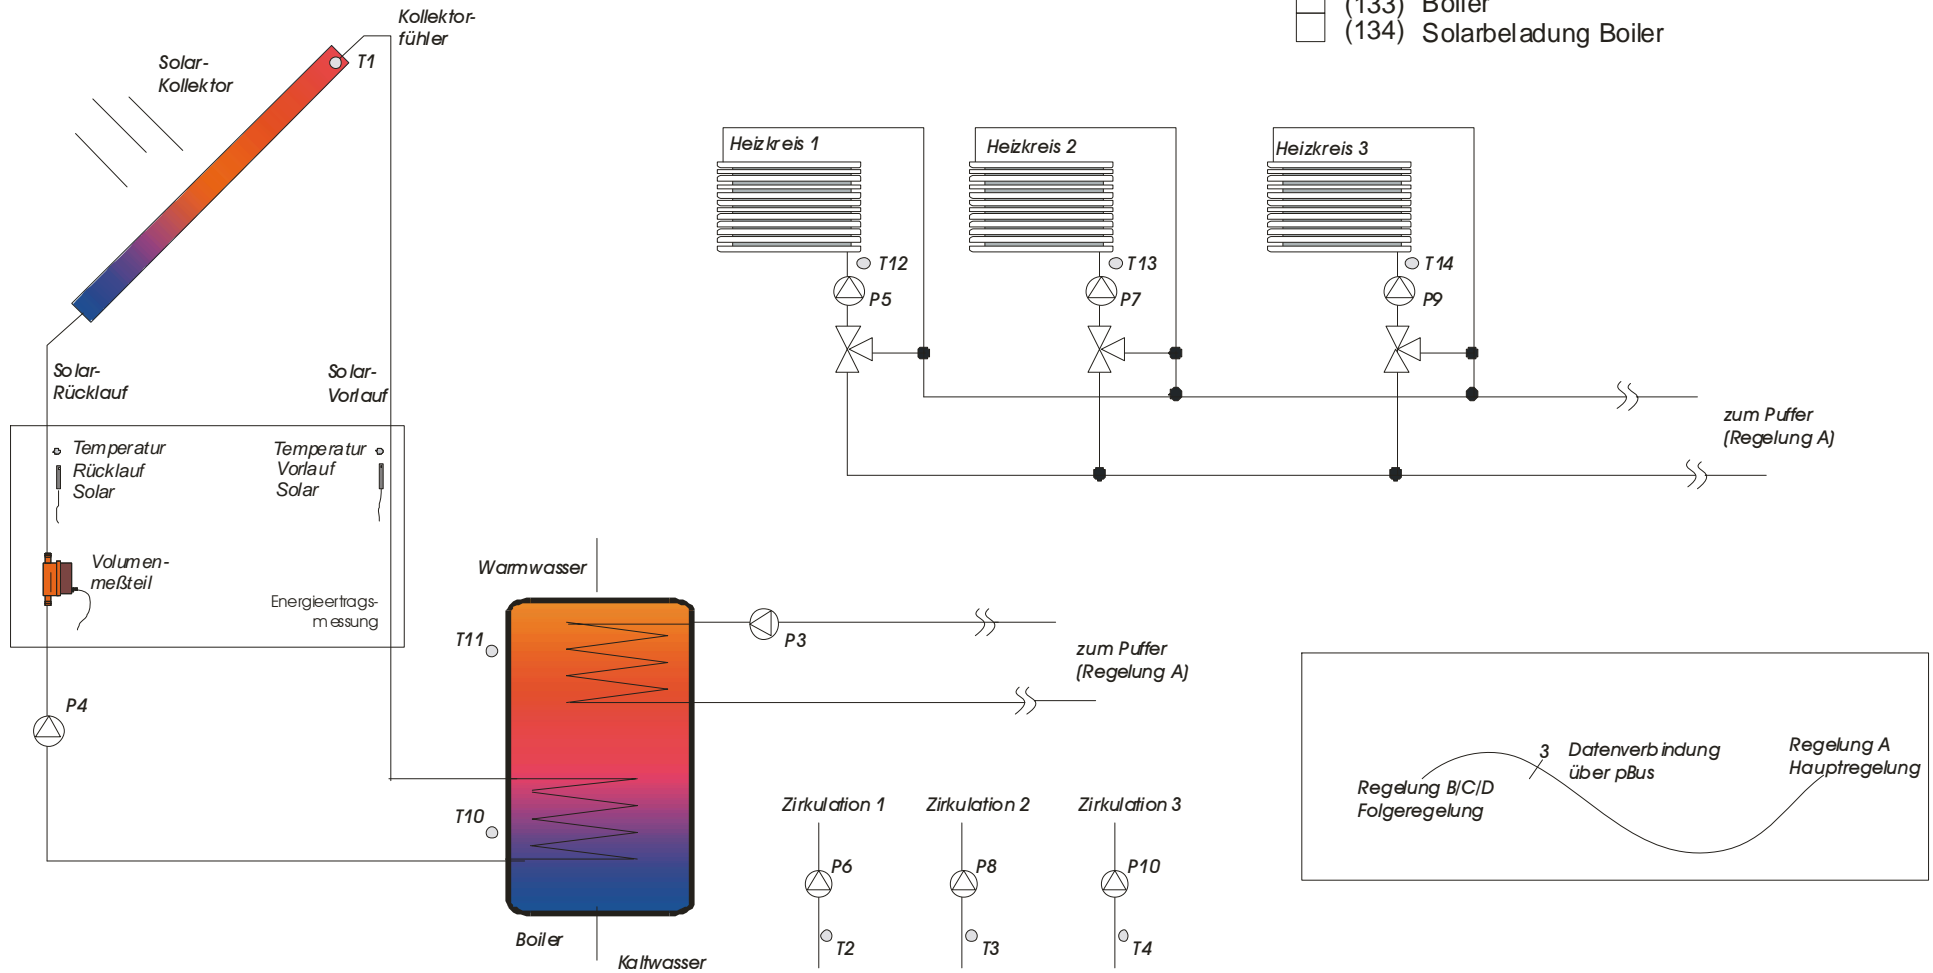 (133) Boiler
(134) Solarbeladung Boiler
Kollektor-
fühler
T1
Solar-
Kollektor
Heizkreis 1
Heizkreis 2
Heizkreis 3
T12
T13
T14
P5
P7
P9
Solar-
Rücklauf
Solar-
Vorlauf
zum Puffer
(Regelung A)
Temperatur
Rücklauf
Solar
Temperatur
Vorlauf
Solar
Volumen-
meßteil
Energieertrags-
messung
Warmwasser
T11
P3
zum Puffer
(Regelung A)
P4
T10
Zirkulation 1
Zirkulation 2
Zirkulation 3
P6
P8
P10
T2
T3
T4
Boiler
Kaltwasser
3
Datenverbindung
über pBus
Regelung A
Hauptregelung
Regelung B/C/D
Folgeregelung